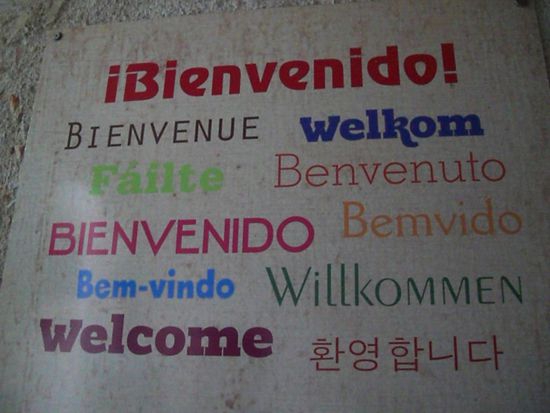 ¡Bienvenido!
BIENVENUE Welkom
Fáilte Benvenuto
BIENVENIDO Bemvido
Bem-vindo WILLKOMMEN
Welcome 환영합니다